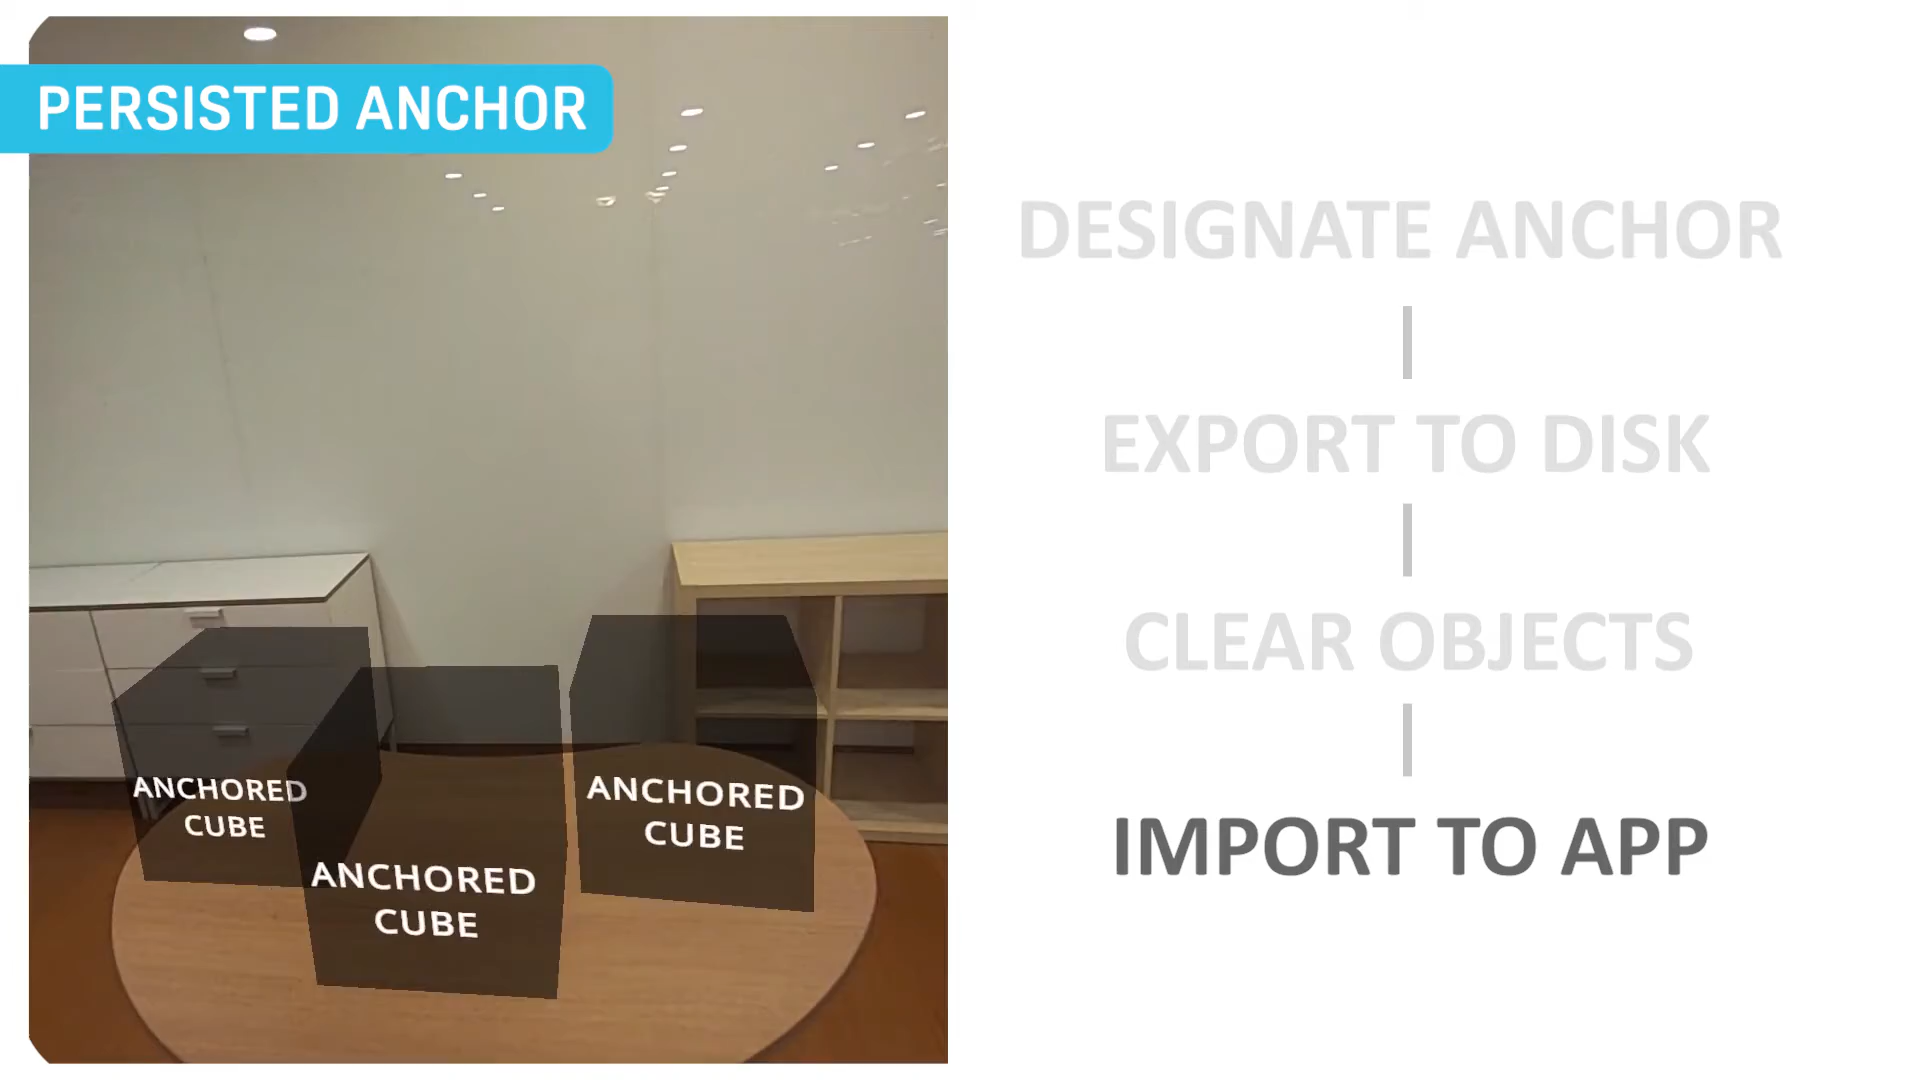 PERSISTED ANCHOR
ANCHORED
CUBE
ANCHORED
CUBE
ANCHORED
CUBE
DESIGNATE ANCHOR
EXPORT TO DISK
CLEAR OBJECTS
IMPORT TO APP